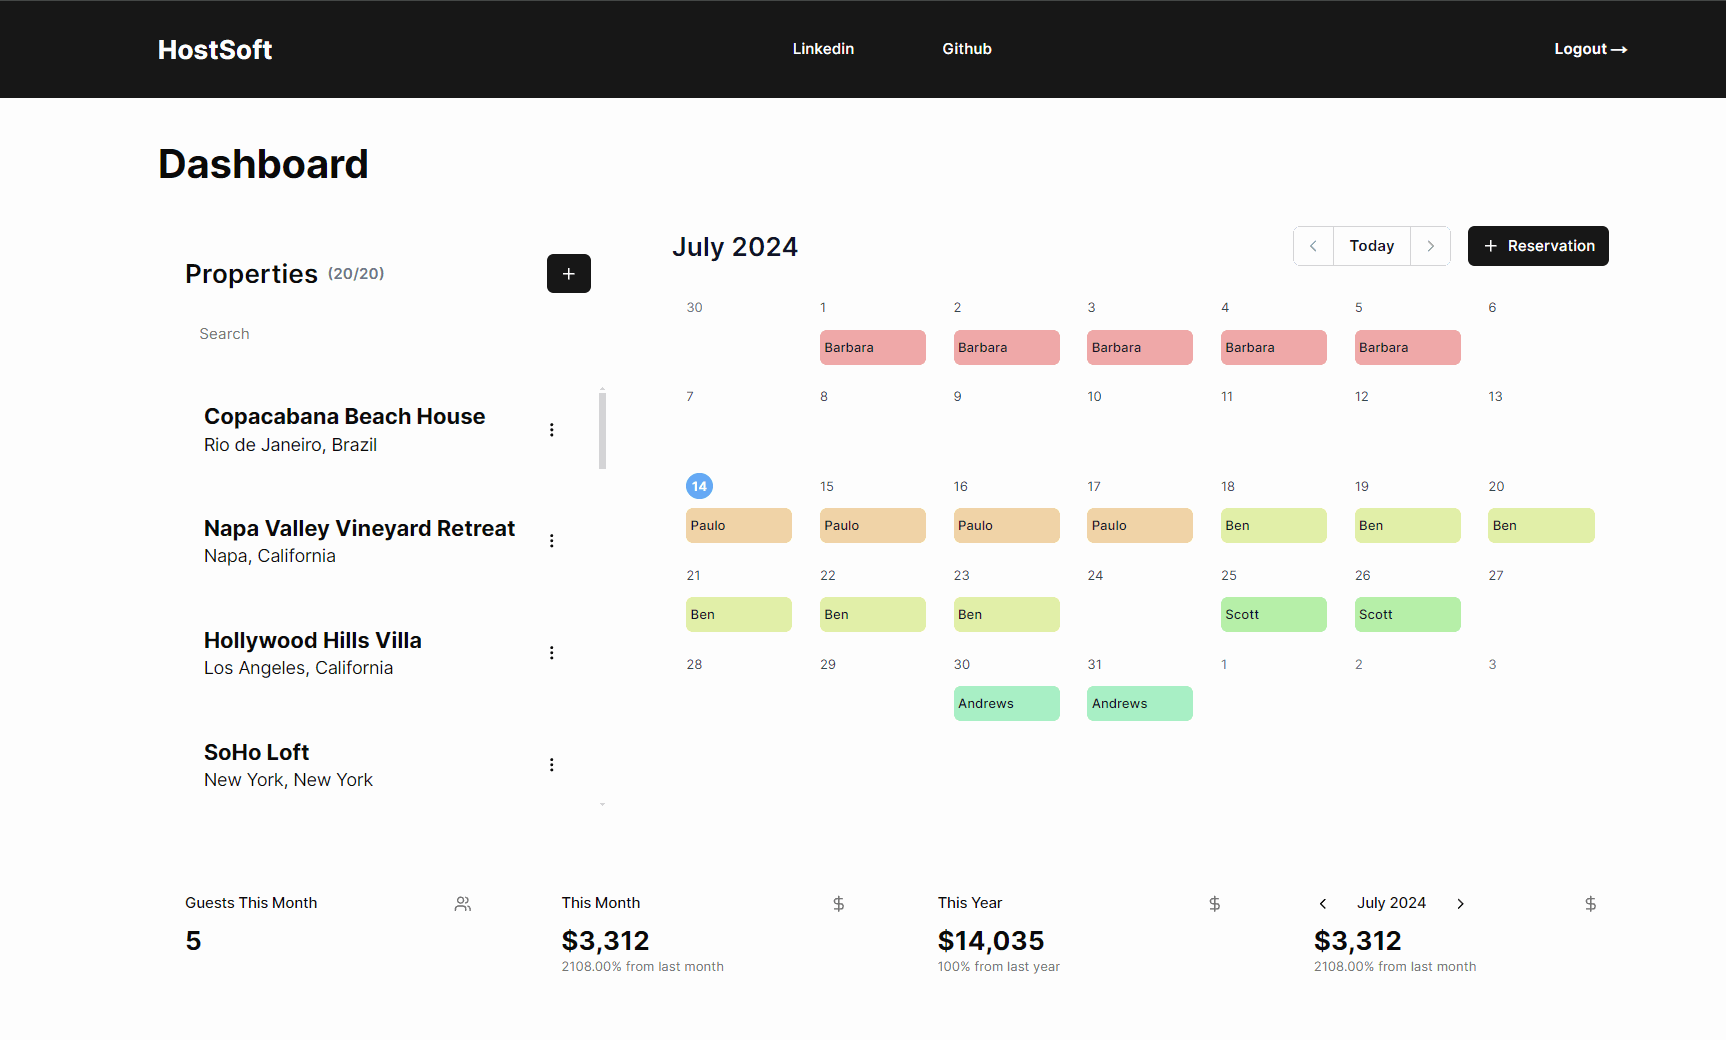 HostSoft
Linkedin
Github
Logout →
Dashboard
Properties (20/20)
+
Search
Copacabana Beach House
Rio de Janeiro, Brazil
Napa Valley Vineyard Retreat
Napa, California
Hollywood Hills Villa
Los Angeles, California
SoHo Loft
New York, New York
July 2024
< Today >
+ Reservation
30 1 2 3 4 5 6
Barbara Barbara Barbara Barbara Barbara
7 8 9 10 11 12 13
14 15 16 17 18 19 20
Paulo Paulo Paulo Paulo Ben Ben Ben
21 22 23 24 25 26 27
Ben Ben Ben Scott Scott
28 29 30 31 1 2 3
Andrews Andrews
Guests This Month
5
This Month $
$3,312
2108.00% from last month
This Year $
$14,035
100% from last year
< July 2024 > $
$3,312
2108.00% from last month